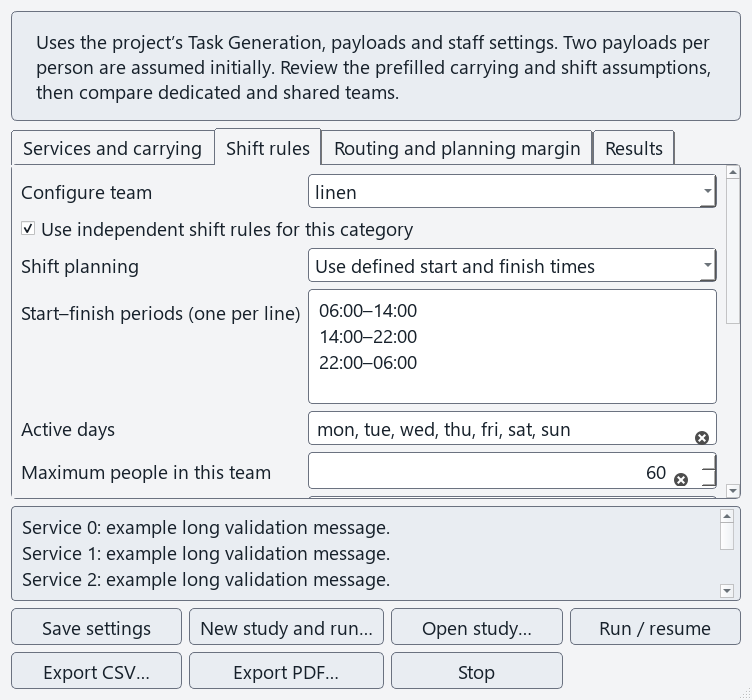 Uses the project’s Task Generation, payloads and staff settings. Two payloads per
person are assumed initially. Review the prefilled carrying and shift assumptions,
then compare dedicated and shared teams.
Services and carrying
Shift rules
Routing and planning margin
Results
Configure team
linen
Use independent shift rules for this category
Shift planning
Use defined start and finish times
Start–finish periods (one per line)
06:00–14:00
14:00–22:00
22:00–06:00
Active days
mon, tue, wed, thu, fri, sat, sun
Maximum people in this team
60
Service 0: example long validation message.
Service 1: example long validation message.
Service 2: example long validation message.
Save settings
New study and run...
Open study...
Run / resume
Export CSV...
Export PDF...
Stop